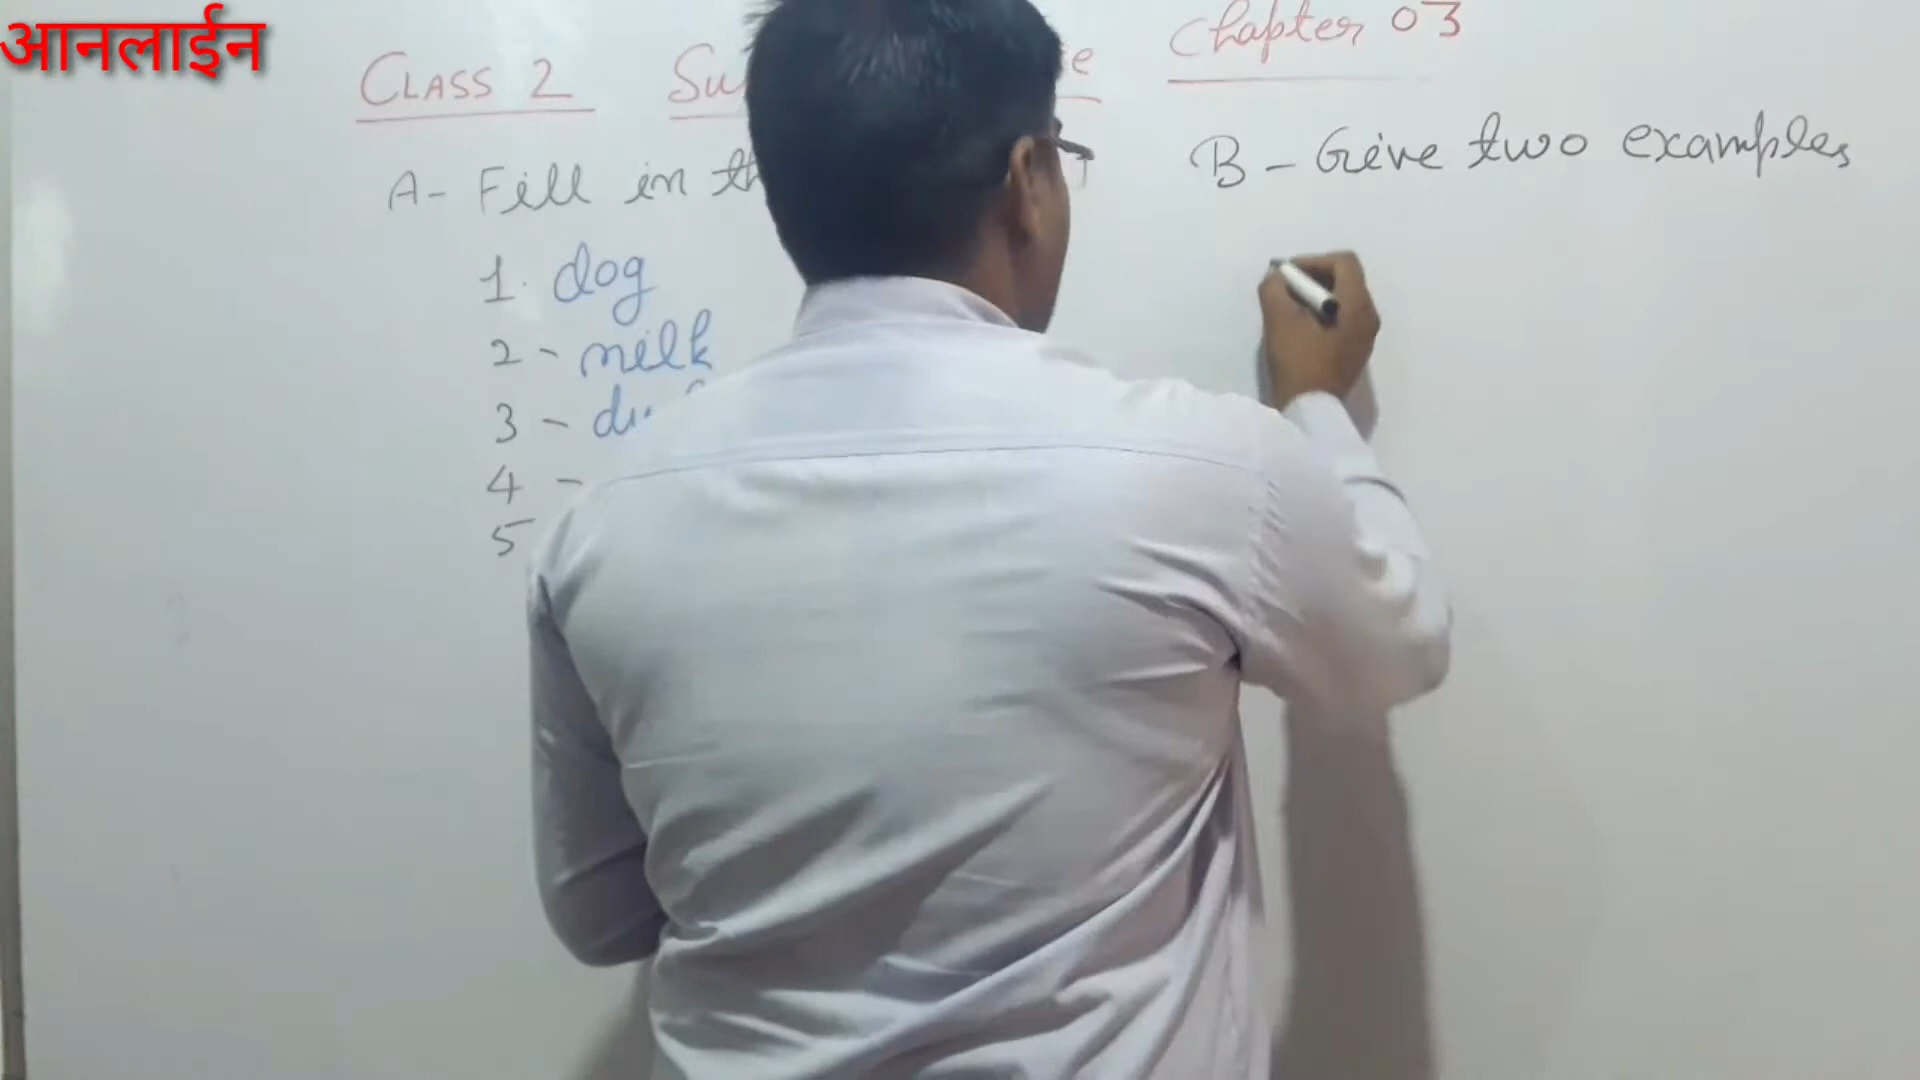 आनलाईन
CLASS 2 Su e Chapter 03
A- Fill in th
1. dog
2 - milk
3 - du
4 -
5
B - Give two examples